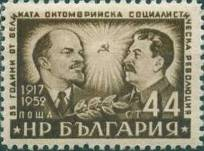 35 ГОДИНИ ОТ ВЕЛИКАТА ОКТОМВРИЙСКА СОЦИАЛИСТИЧЕСКА РЕВОЛЮЦИЯ
1917
1952
ПОЩА
СТ. 44
НР БЪЛГАРИЯ